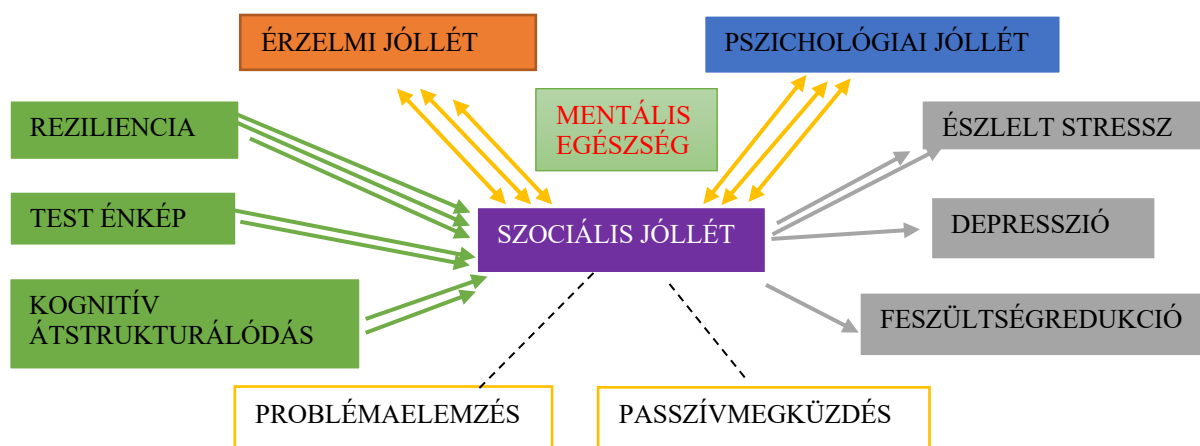 ÉRZELMI JÓLLÉT
PSZICHOLÓGIAI JÓLLÉT
MENTÁLIS
EGÉSZSÉG
REZILIENCIA
ÉSZLELT STRESSZ
TEST ÉNKÉP
SZOCIÁLIS JÓLLÉT
DEPRESSZIÓ
KOGNITÍV
ÁTSTRUKTURÁLÓDÁS
FESZÜLTSÉGREDUKCIÓ
PROBLÉMAELEMZÉS
PASSZÍVMEGKÜZDÉS